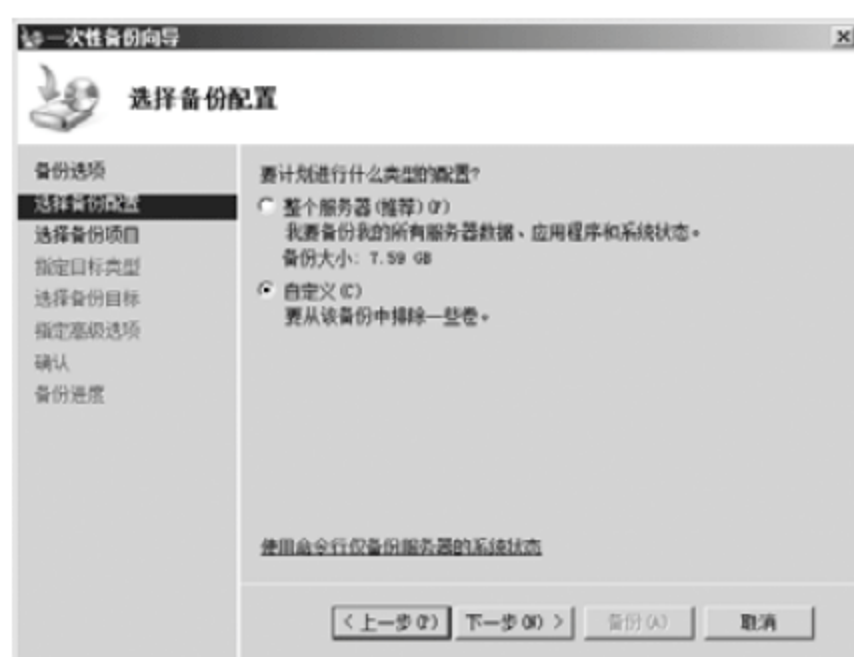 一次性备份向导
选择备份配置
备份选项
选择备份配置
选择备份项目
指定目标类型
选择备份目标
指定高级选项
确认
备份进度
要计划进行什么类型的配置?
整个服务器(推荐)(F)
我要备份我的所有服务器数据、应用程序和系统状态。
备份大小: 7.59 GB
自定义(C)
要从该备份中排除一些卷。
使用命令行仅备份服务器的系统状态
< 上一步(P)
下一步(N) >
备份(A)
取消